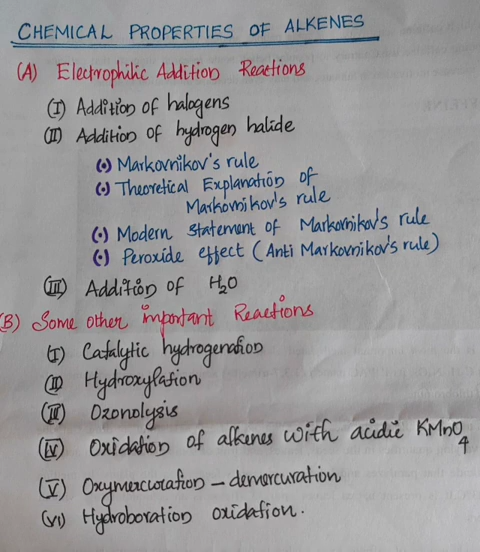 CHEMICAL PROPERTIES OF ALKENES
(A) Electrophilic Addition Reactions
(I) Addition of halogens
(II) Addition of hydrogen halide
(•) Markovnikov's rule
(•) Theoretical Explanation of
Markovnikov's rule
(•) Modern Statement of Markovnikov's rule
(•) Peroxide effect (Anti Markovnikov's rule)
(III) Addition of H₂O
(B) Some other important Reactions
(I) Catalytic hydrogenation
(II) Hydroxylation
(III) Ozonolysis
(IV) Oxidation of alkenes with acidic KMnO₄
(V) Oxymercuration – demercuration
(VI) Hydroboration oxidation.